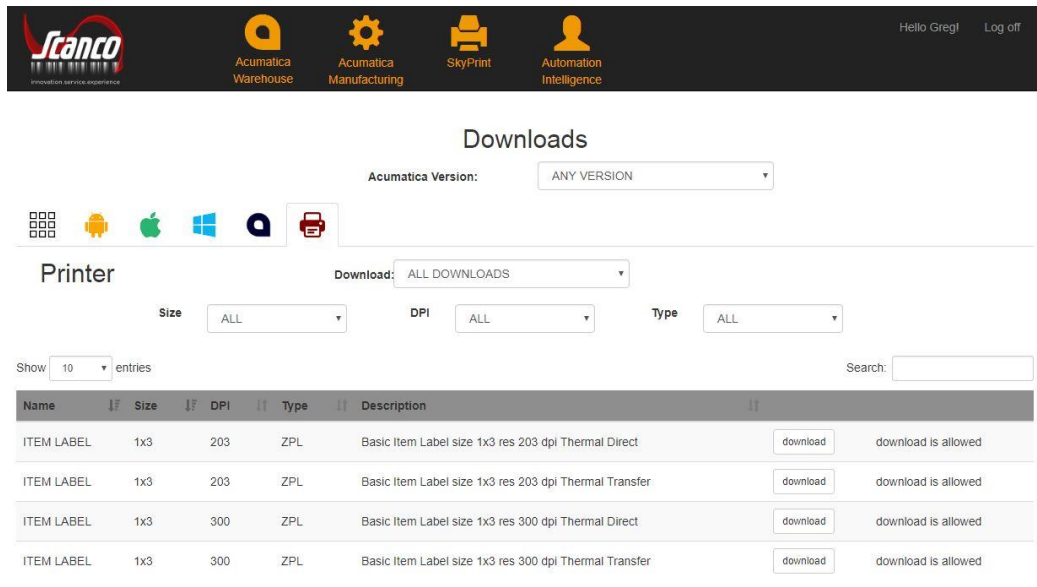 Scanco
innovation.service.experience
Acumatica
Warehouse
Acumatica
Manufacturing
SkyPrint
Automation
Intelligence
Hello Greg! Log off
Downloads
Acumatica Version: ANY VERSION
Printer Download: ALL DOWNLOADS
Size ALL DPI ALL Type ALL
Show 10 entries Search:
Name Size DPI Type Description
ITEM LABEL 1x3 203 ZPL Basic Item Label size 1x3 res 203 dpi Thermal Direct download download is allowed
ITEM LABEL 1x3 203 ZPL Basic Item Label size 1x3 res 203 dpi Thermal Transfer download download is allowed
ITEM LABEL 1x3 300 ZPL Basic Item Label size 1x3 res 300 dpi Thermal Direct download download is allowed
ITEM LABEL 1x3 300 ZPL Basic Item Label size 1x3 res 300 dpi Thermal Transfer download download is allowed